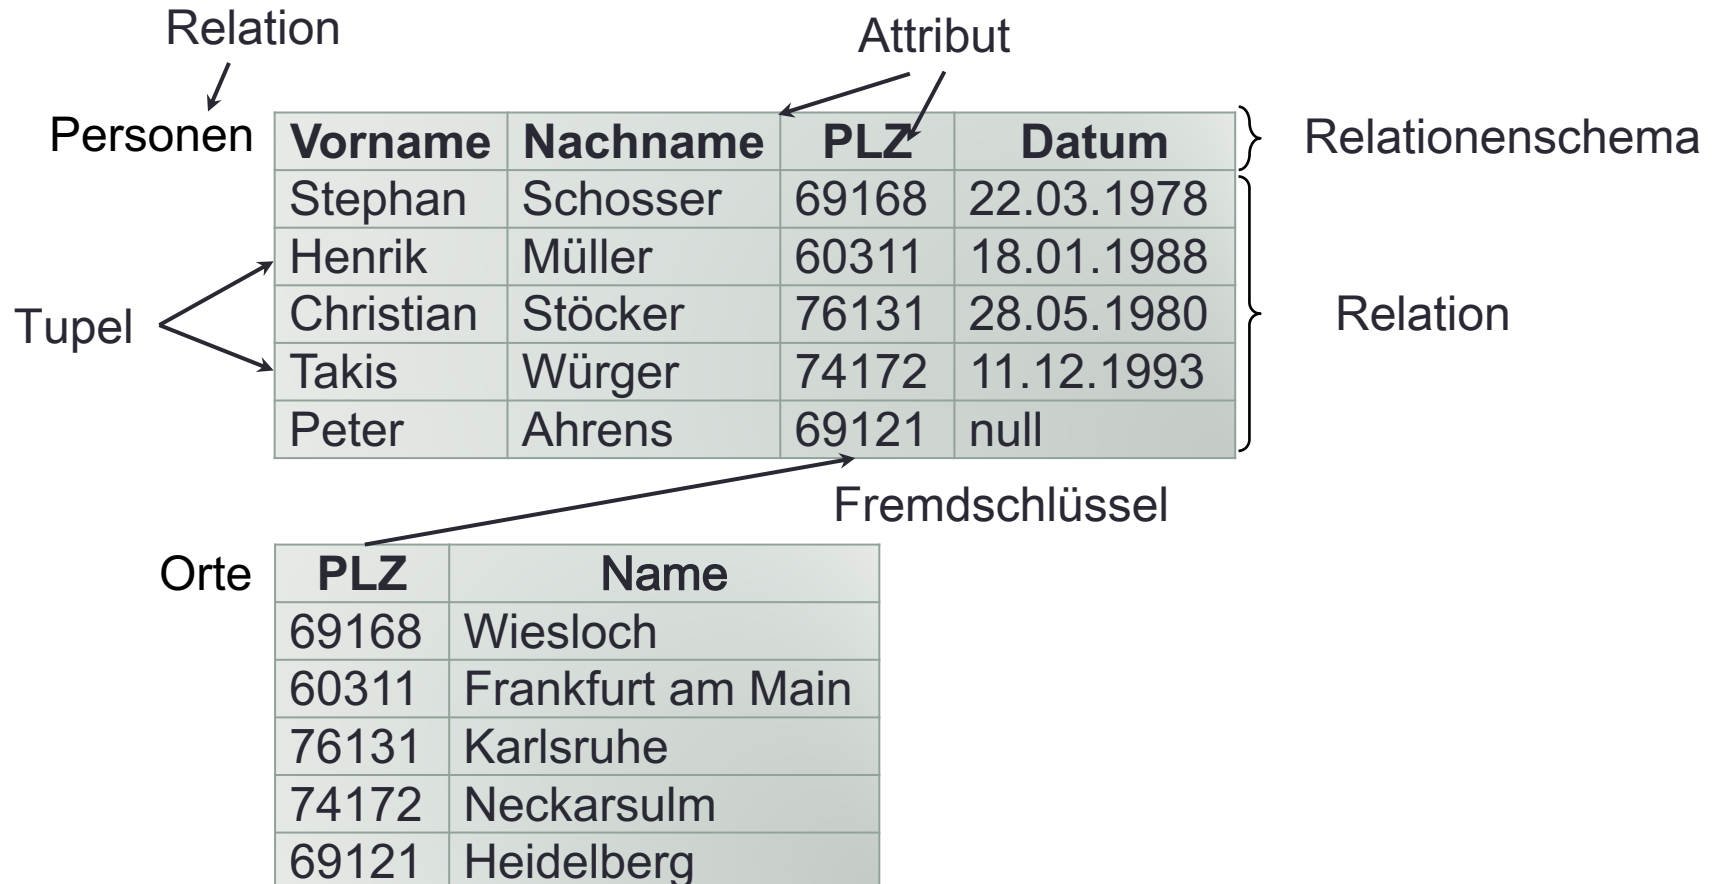 Relation
Attribut
Personen
Vorname Nachname PLZ Datum
Relationenschema
Stephan Schosser 69168 22.03.1978
Henrik Müller 60311 18.01.1988
Christian Stöcker 76131 28.05.1980
Takis Würger 74172 11.12.1993
Peter Ahrens 69121 null
Tupel
Relation
Fremdschlüssel
Orte
PLZ Name
69168 Wiesloch
60311 Frankfurt am Main
76131 Karlsruhe
74172 Neckarsulm
69121 Heidelberg